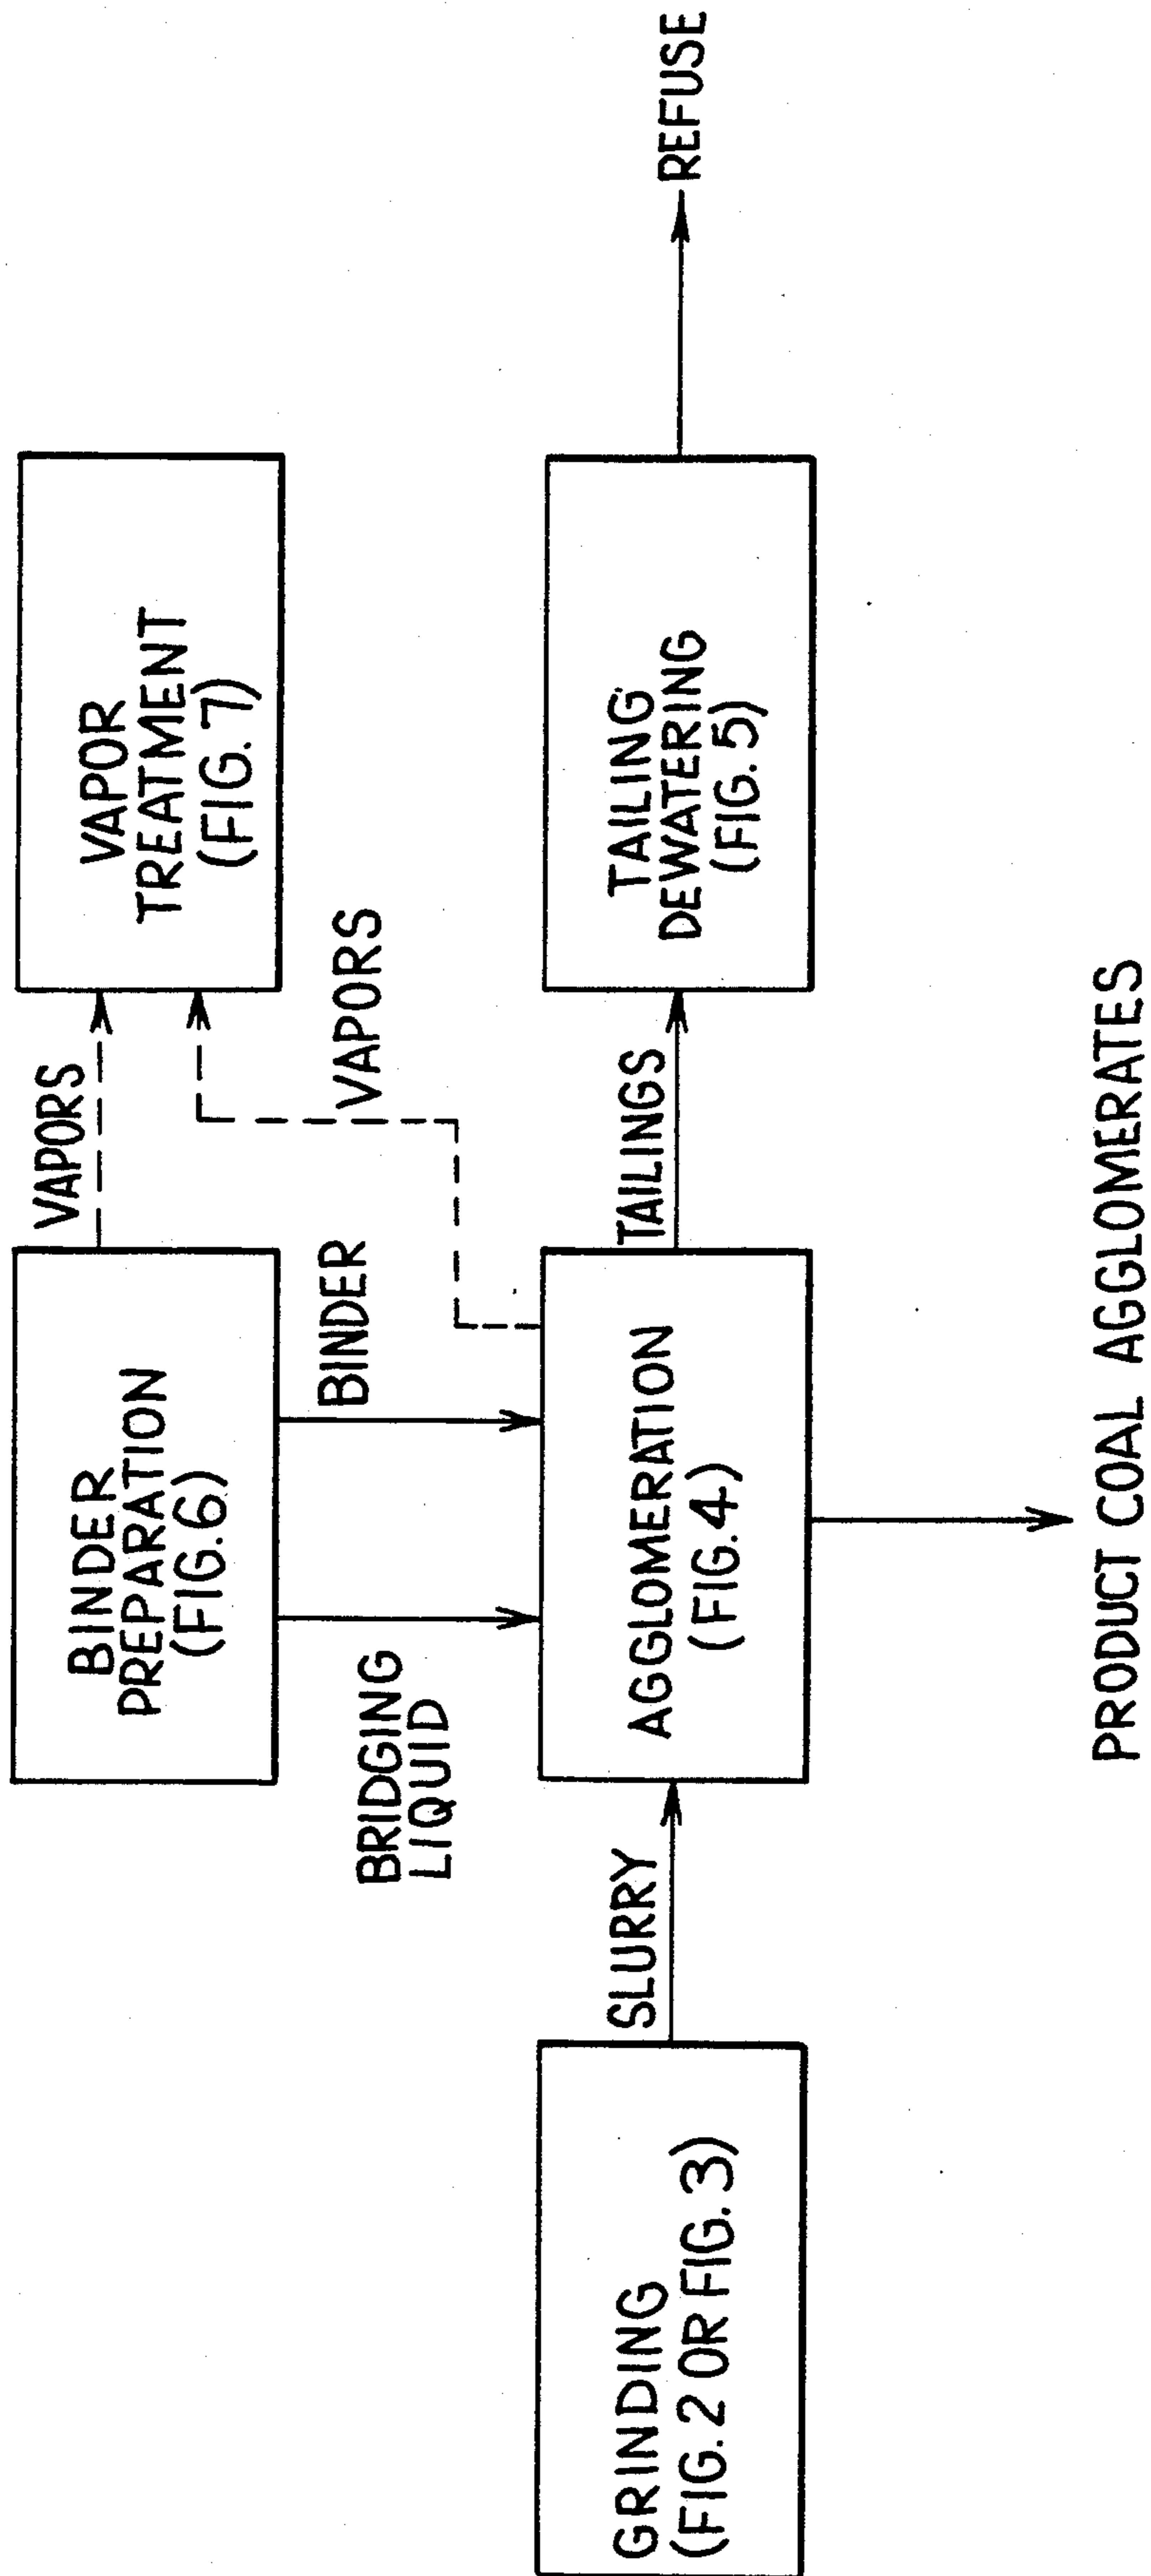 VAPORS
BINDER
PREPARATION
(FIG. 6)
VAPOR
TREATMENT
(FIG. 7)
BRIDGING
LIQUID
BINDER
VAPORS
GRINDING
(FIG. 2 OR FIG. 3)
SLURRY
AGGLOMERATION
(FIG. 4)
TAILINGS
TAILING
DEWATERING
(FIG. 5)
REFUSE
PRODUCT COAL AGGLOMERATES